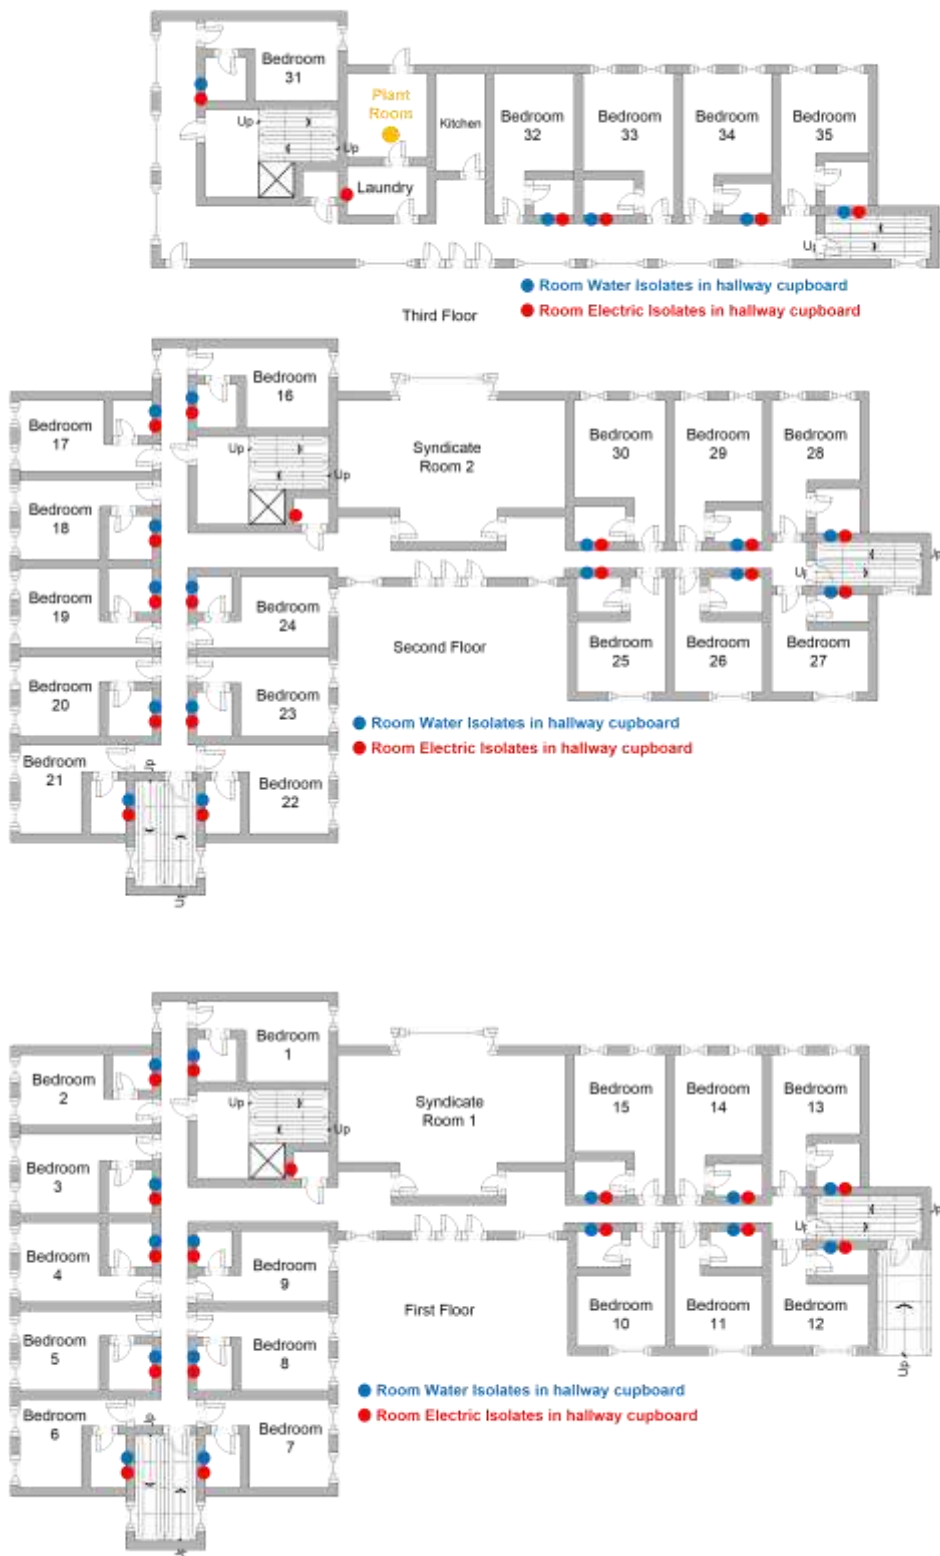 Bedroom
31
Plant
Room
Kitchen
Bedroom
32
Bedroom
33
Bedroom
34
Bedroom
35
Up
Up
Laundry
Up
Room Water Isolates in hallway cupboard
Room Electric Isolates in hallway cupboard
Third Floor
Bedroom
16
Bedroom
17
Up
Up
Syndicate
Room 2
Bedroom
30
Bedroom
29
Bedroom
28
Bedroom
18
Up
Up
Bedroom
19
Bedroom
24
Second Floor
Bedroom
25
Bedroom
26
Bedroom
27
Bedroom
20
Bedroom
23
Room Water Isolates in hallway cupboard
Room Electric Isolates in hallway cupboard
Bedroom
21
Up
Bedroom
22
Up
Bedroom
1
Bedroom
2
Up
Up
Syndicate
Room 1
Bedroom
15
Bedroom
14
Bedroom
13
Bedroom
3
Up
Up
Bedroom
4
Bedroom
9
First Floor
Bedroom
10
Bedroom
11
Bedroom
12
Up
Bedroom
5
Bedroom
8
Room Water Isolates in hallway cupboard
Room Electric Isolates in hallway cupboard
Bedroom
6
Up
Bedroom
7